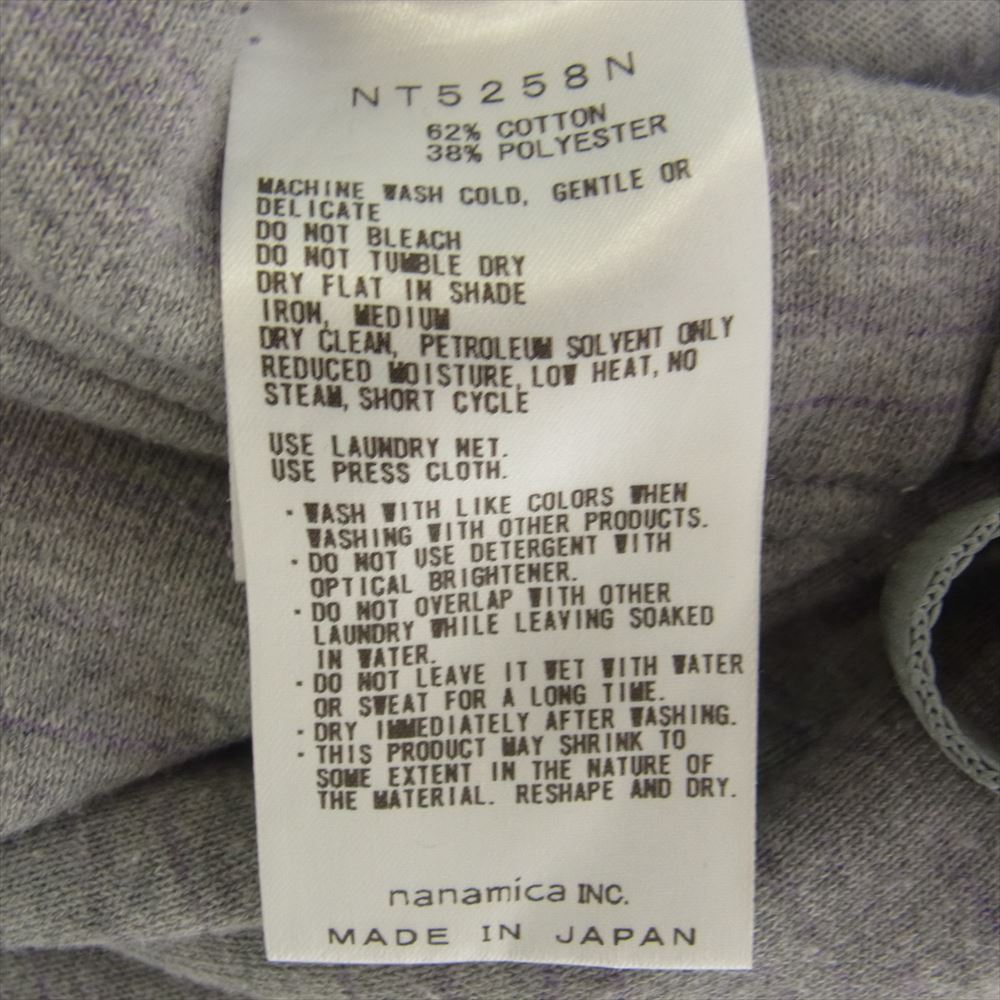 NT5258N
62% COTTON
38% POLYESTER
MACHINE WASH COLD, GENTLE OR
DELICATE
DO NOT BLEACH
DO NOT TUMBLE DRY
DRY FLAT IN SHADE
IRON, MEDIUM
DRY CLEAN, PETROLEUM SOLVENT ONLY
REDUCED MOISTURE, LOW HEAT, NO
STEAM, SHORT CYCLE
USE LAUNDRY NET.
USE PRESS CLOTH.
・WASH WITH LIKE COLORS WHEN
WASHING WITH OTHER PRODUCTS.
・DO NOT USE DETERGENT WITH
OPTICAL BRIGHTENER.
・DO NOT OVERLAP WITH OTHER
LAUNDRY WHILE LEAVING SOAKED
IN WATER.
・DO NOT LEAVE IT WET WITH WATER
OR SWEAT FOR A LONG TIME.
・DRY IMMEDIATELY AFTER WASHING.
・THIS PRODUCT MAY SHRINK TO
SOME EXTENT IN THE NATURE OF
THE MATERIAL. RESHAPE AND DRY.
nanamica INC.
MADE IN JAPAN